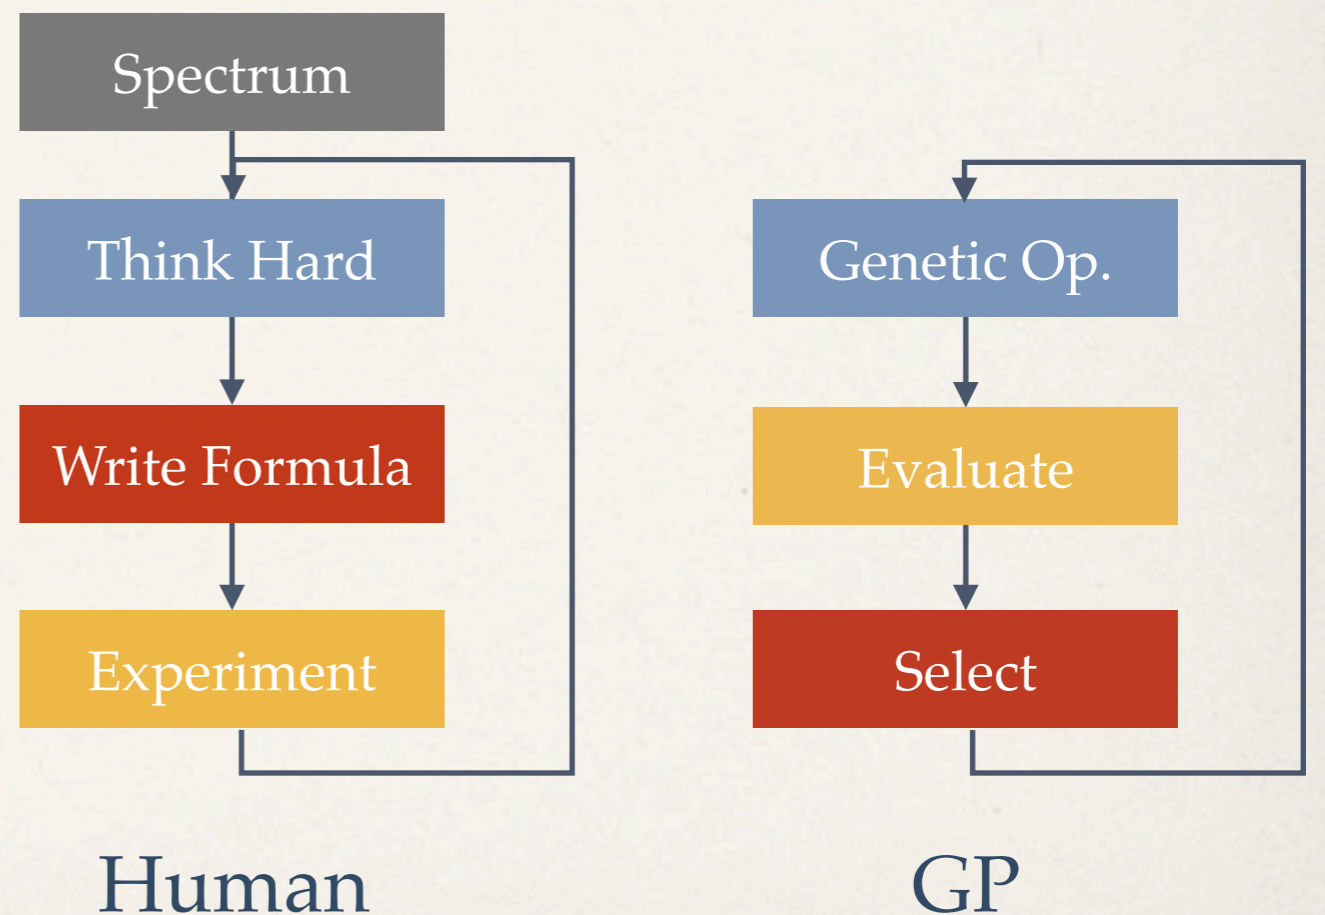 Spectrum
Think Hard
Write Formula
Experiment
Human
Genetic Op.
Evaluate
Select
GP